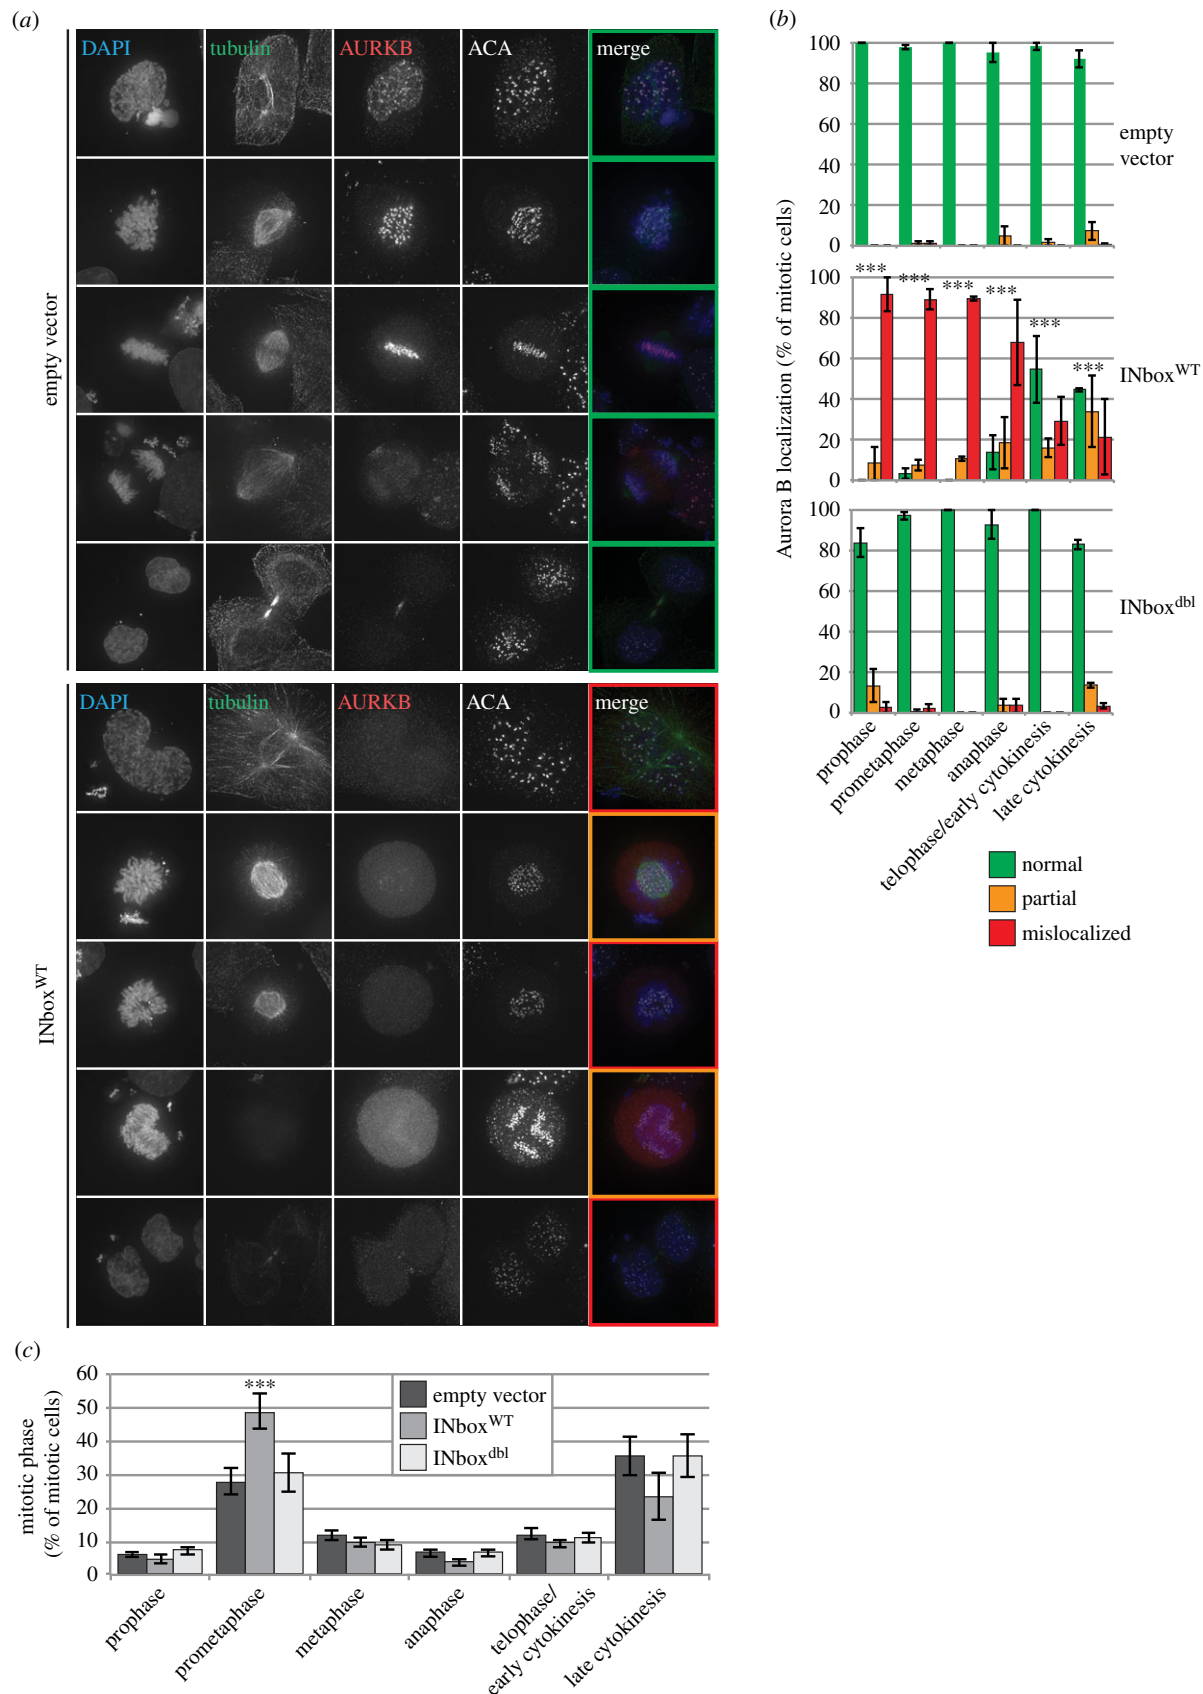 (a)
DAPI tubulin AURKB ACA merge
empty vector
DAPI tubulin AURKB ACA merge
INbox^WT
(b)
Aurora B localization (% of mitotic cells)
100
80
60
40
20
0
empty
vector
100
80
60
40
20
0
*** *** *** *** *** ***
INbox^WT
100
80
60
40
20
0
INbox^dbl
prophase
prometaphase
metaphase
anaphase
telophase/early cytokinesis
late cytokinesis
normal
partial
mislocalized
(c)
mitotic phase
(% of mitotic cells)
60
50
40
30
20
10
0
***
empty vector
INbox^WT
INbox^dbl
prophase
prometaphase
metaphase
anaphase
telophase/
early cytokinesis
late cytokinesis